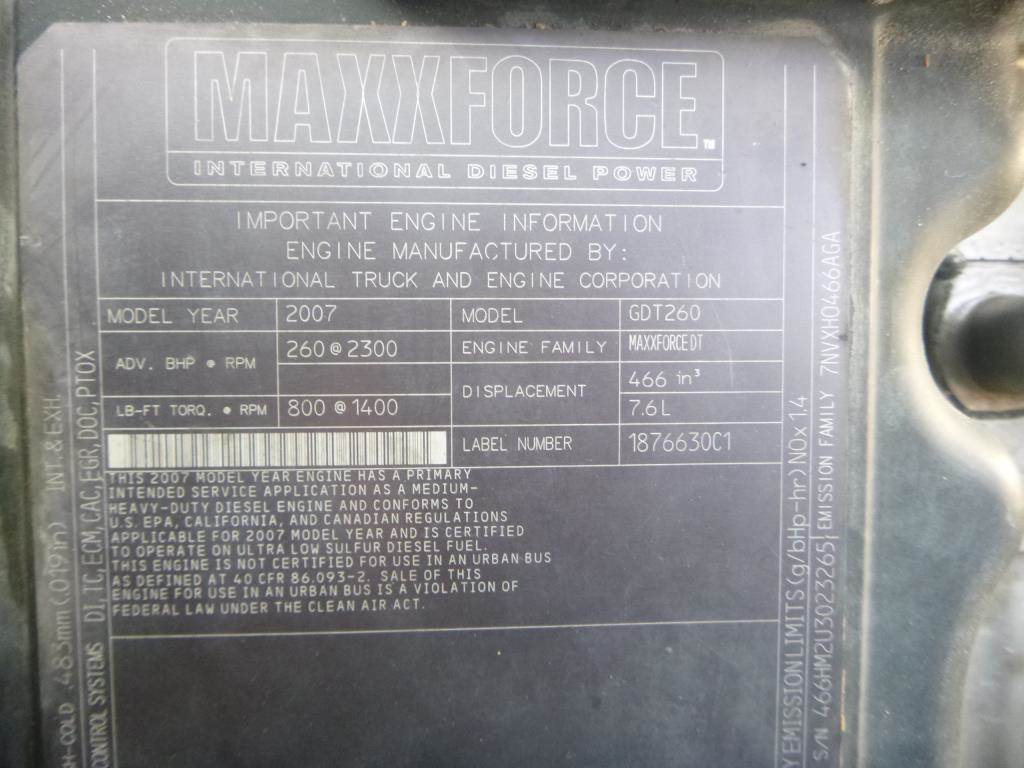 MAXXFORCE™
INTERNATIONAL DIESEL POWER
IMPORTANT ENGINE INFORMATION
ENGINE MANUFACTURED BY:
INTERNATIONAL TRUCK AND ENGINE CORPORATION
MODEL YEAR 2007 MODEL GDT260
ADV. BHP @ RPM 260 @ 2300 ENGINE FAMILY MAXXFORCE DT
DISPLACEMENT 466 in³
LB-FT TORQ. @ RPM 800 @ 1400 7.6L
LABEL NUMBER 1876630C1
THIS 2007 MODEL YEAR ENGINE HAS A PRIMARY
INTENDED SERVICE APPLICATION AS A MEDIUM-
HEAVY-DUTY DIESEL ENGINE AND CONFORMS TO
U.S. EPA, CALIFORNIA, AND CANADIAN REGULATIONS
APPLICABLE FOR 2007 MODEL YEAR AND IS CERTIFIED
TO OPERATE ON ULTRA LOW SULFUR DIESEL FUEL.
THIS ENGINE IS NOT CERTIFIED FOR USE IN AN URBAN BUS
AS DEFINED AT 40 CFR 86.093-2. SALE OF THIS
ENGINE FOR USE IN AN URBAN BUS IS A VIOLATION OF
FEDERAL LAW UNDER THE CLEAN AIR ACT.
SH-COLD .483mm (.019in) INT & EXH.
CONTROL SYSTEMS DI, TC, ECM, CAC, EGR, DOC, PTOX
Y EMISSION LIMITS (g/bHp-hr) NOx 1.4
S/N 466HM2U3023265 EMISSION FAMILY 7NVXH0466AGA